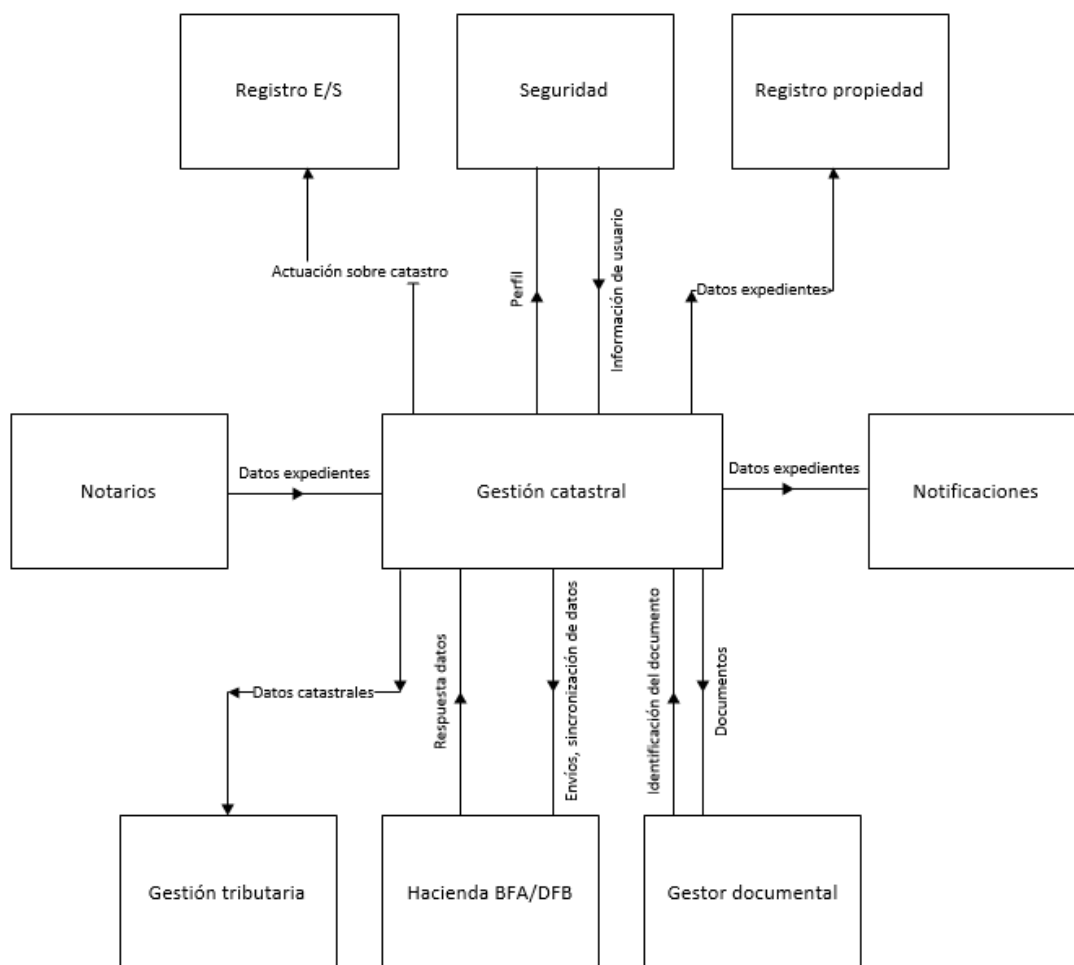 Registro E/S
Seguridad
Registro propiedad
Actuación sobre catastro
Perfil
Información de usuario
Datos expedientes
Notarios
Datos expedientes
Gestión catastral
Datos expedientes
Notificaciones
Datos catastrales
Respuesta datos
Envíos, sincronización de datos
Identificación del documento
Documentos
Gestión tributaria
Hacienda BFA/DFB
Gestor documental